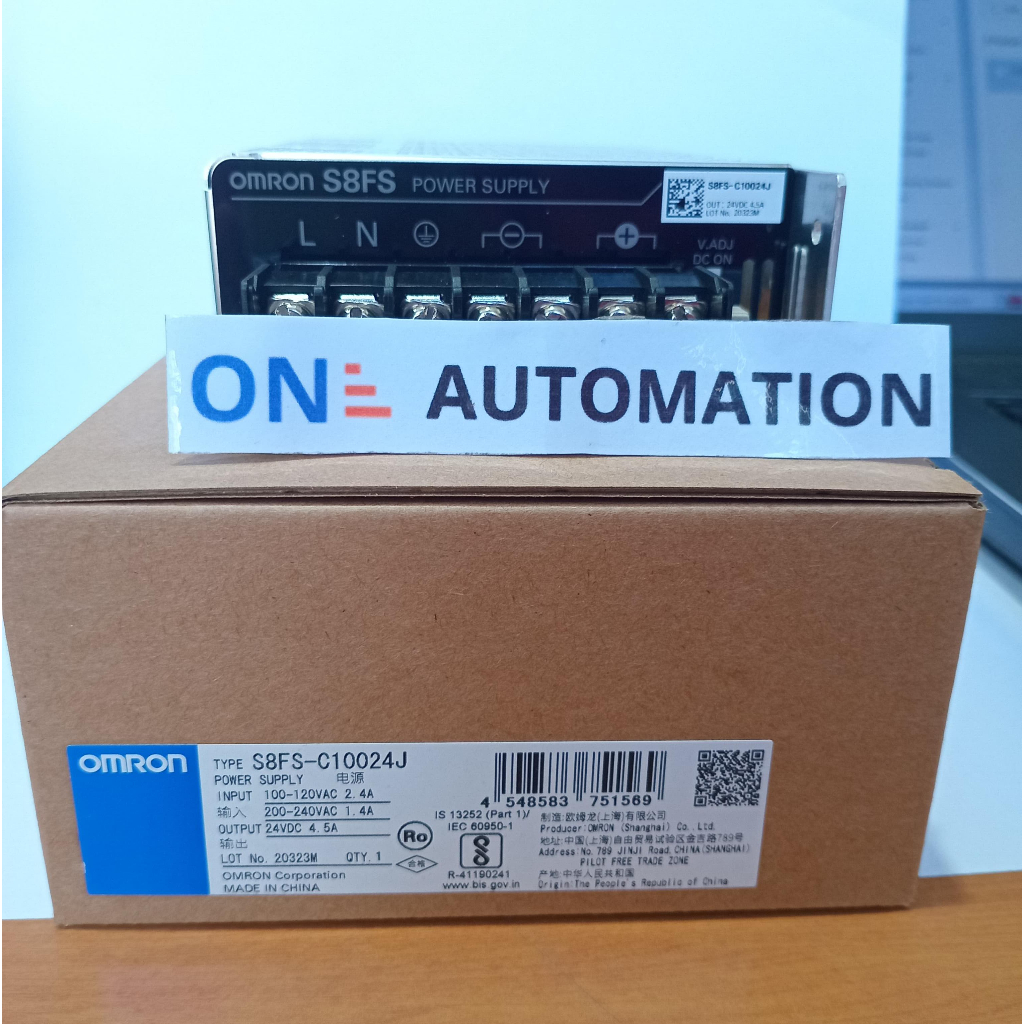 OMRON S8FS POWER SUPPLY
S8FS-C10024J
OUT: 24VDC 4.5A
LOT No. 20323M
L N
V.ADJ
DC ON
ONE AUTOMATION
OMRON
TYPE S8FS-C10024J
POWER SUPPLY 电源
INPUT 100-120VAC 2.4A
输入 200-240VAC 1.4A
OUTPUT 24VDC 4.5A
输出
LOT No. 20323M QTY. 1
OMRON Corporation
MADE IN CHINA
Ro
合格
4 548583 751569
IS 13252 (Part 1)/
IEC 60950-1
R-41190241
www.bis.gov.in
制造:欧姆龙(上海)有限公司
Producer:OMRON (Shanghai) Co.,Ltd.
地址:中国(上海)自由贸易试验区金吉路789号
Address:No.789 JINJI Road,CHINA(SHANGHAI)
PILOT FREE TRADE ZONE
产地:中华人民共和国
Origin:The People's Republic of China